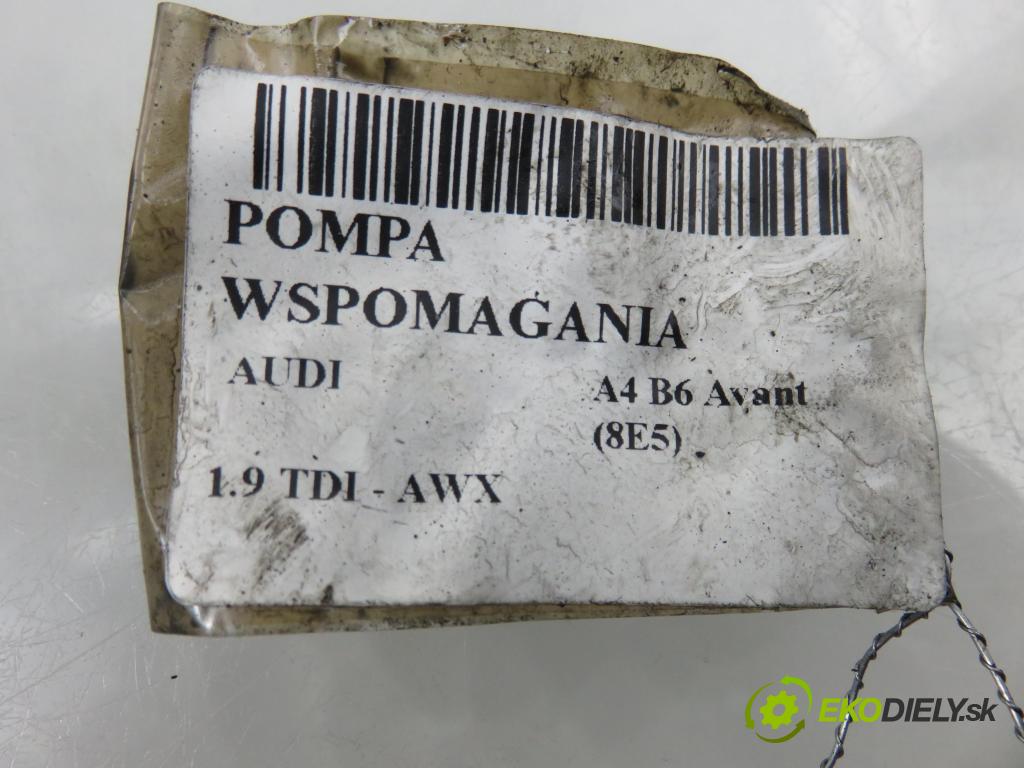 POMPA
WSPOMAGANIA
AUDI
A4 B6 Avant
(8E5)
1.9 TDI - AWX
EKODIELY.sk